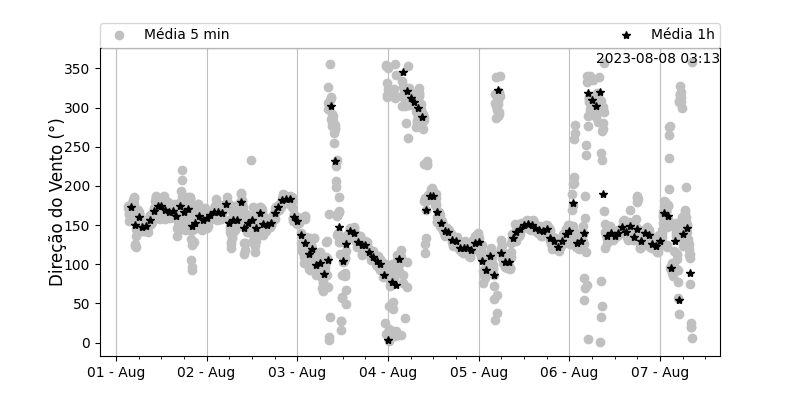 Média 5 min
Média 1h
2023-08-08 03:13
Direção do Vento (°)
350
300
250
200
150
100
50
0
01 - Aug
02 - Aug
03 - Aug
04 - Aug
05 - Aug
06 - Aug
07 - Aug